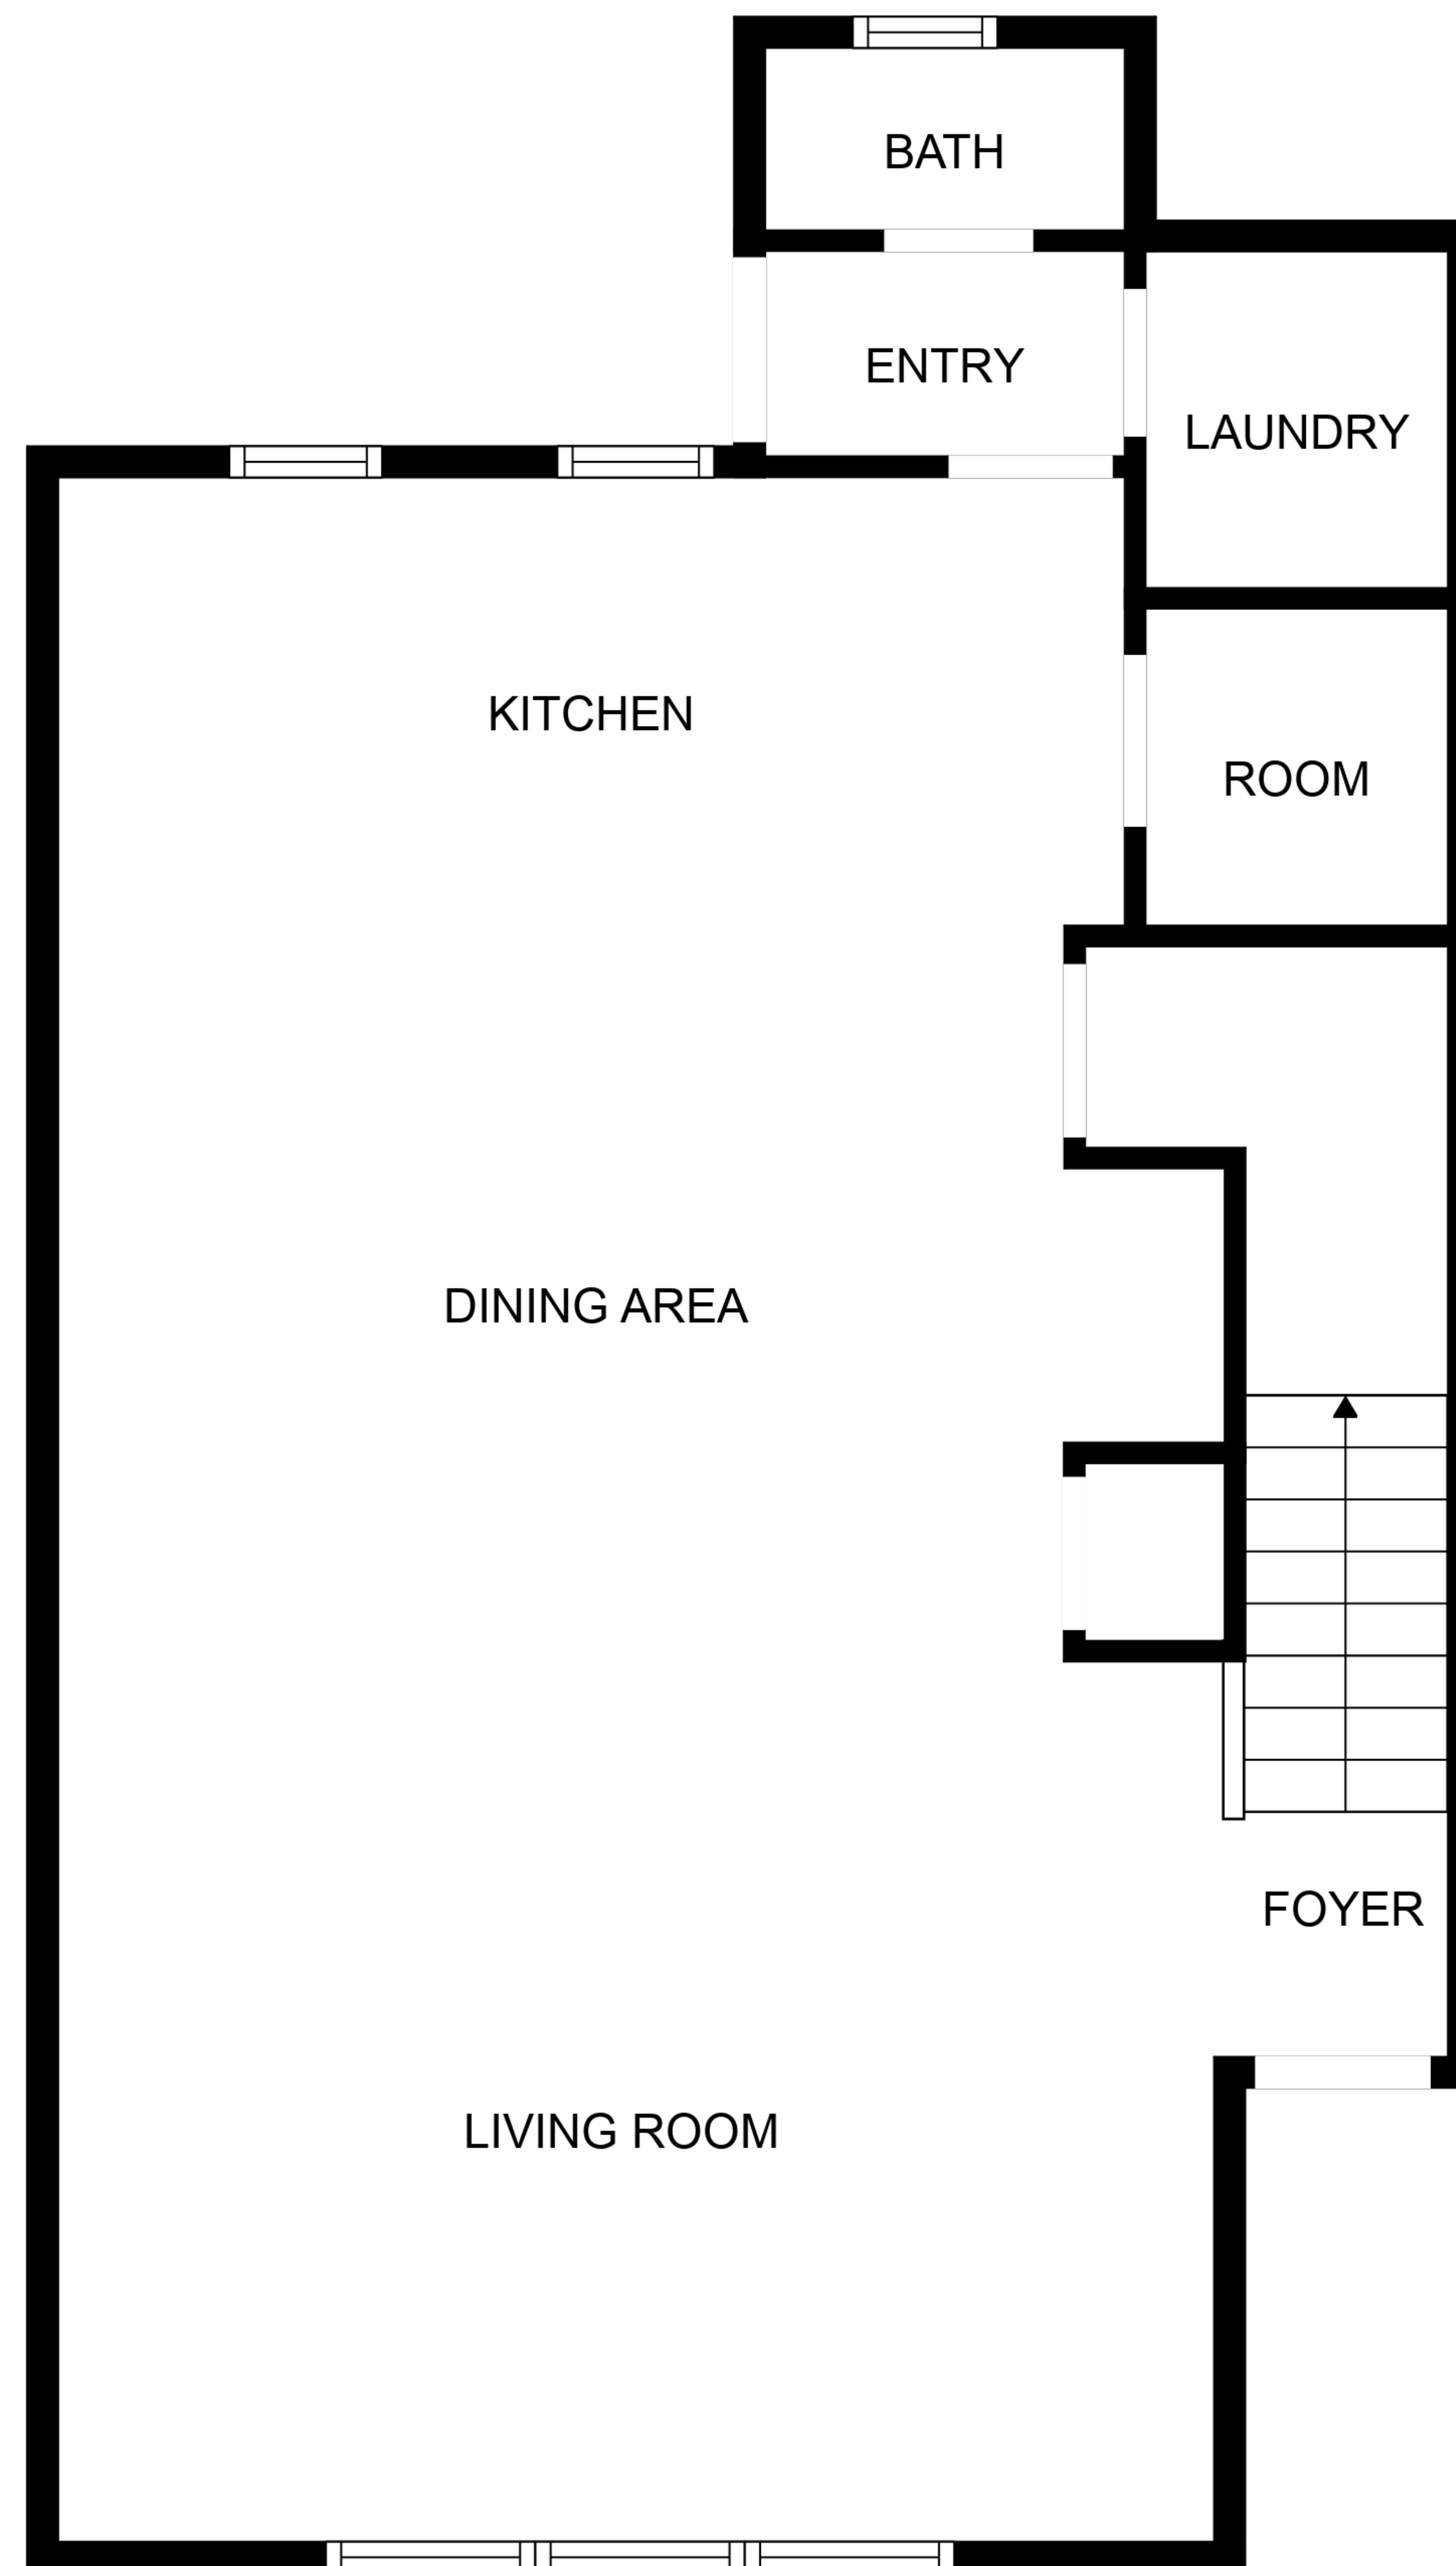 BATH
ENTRY
LAUNDRY
KITCHEN
ROOM
DINING AREA
FOYER
LIVING ROOM